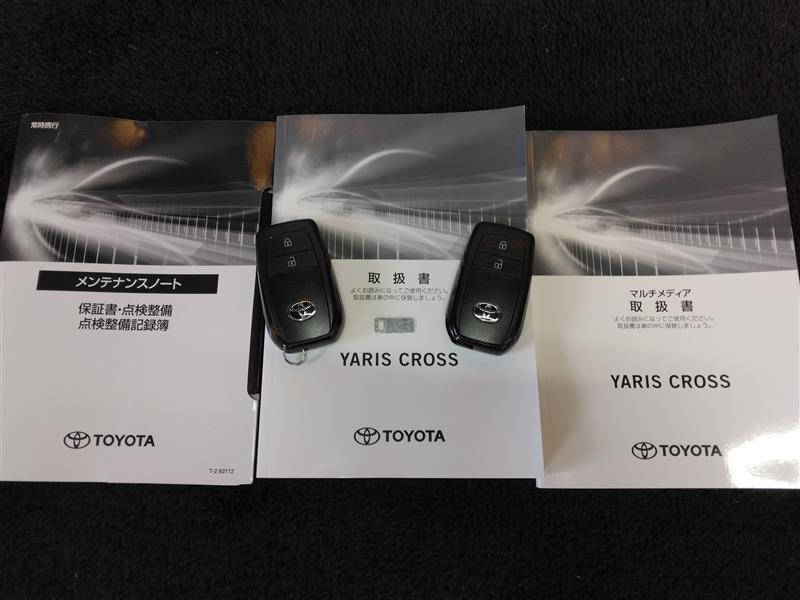 常時携行
メンテナンスノート
保証書・点検整備
点検整備記録簿
TOYOTA
T-2 62112
取扱書
よくお読みになってご使用ください。
取扱書は車の中に保管しましょう。
YARIS CROSS
TOYOTA
マルチメディア
取扱書
よくお読みになってご使用ください。
取扱書は車の中に保管しましょう。
YARIS CROSS
TOYOTA